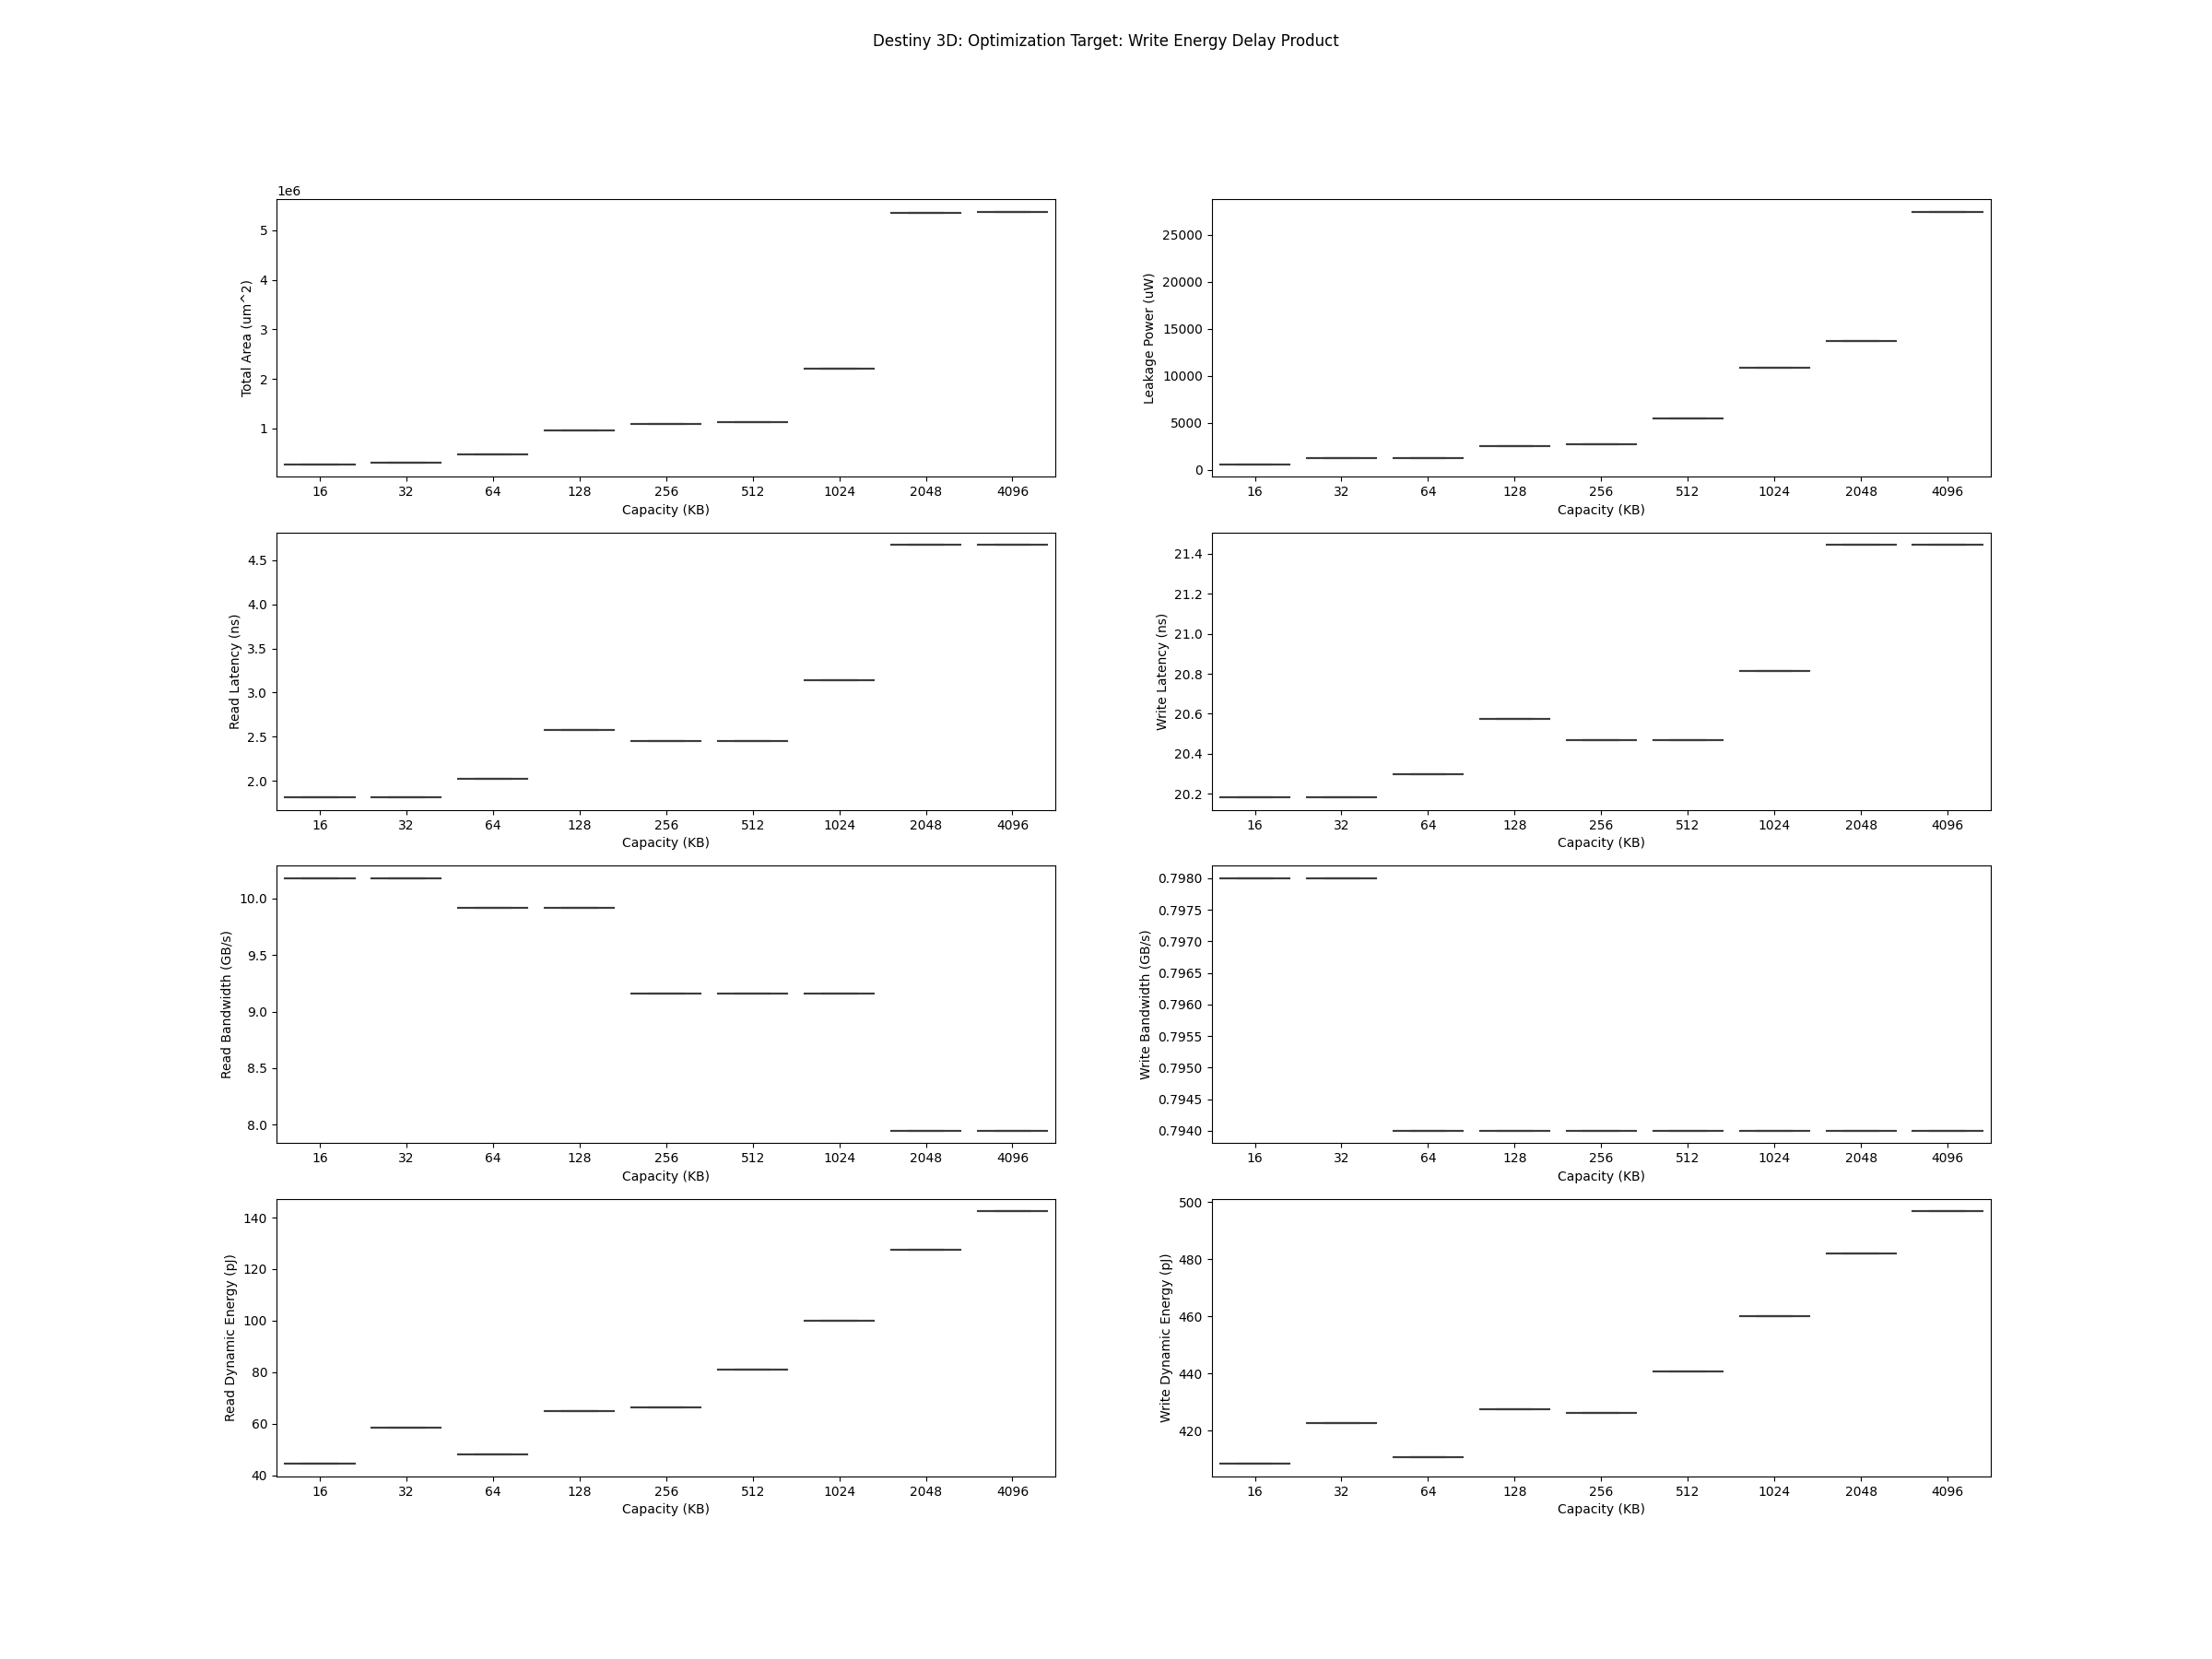 Destiny 3D: Optimization Target: Write Energy Delay Product
1e6
5
4
3
2
1
Total Area (um^2)
16 32 64 128 256 512 1024 2048 4096
Capacity (KB)
25000
20000
15000
10000
5000
0
Leakage Power (uW)
16 32 64 128 256 512 1024 2048 4096
Capacity (KB)
4.5
4.0
3.5
3.0
2.5
2.0
Read Latency (ns)
16 32 64 128 256 512 1024 2048 4096
Capacity (KB)
21.4
21.2
21.0
20.8
20.6
20.4
20.2
Write Latency (ns)
16 32 64 128 256 512 1024 2048 4096
Capacity (KB)
10.0
9.5
9.0
8.5
8.0
Read Bandwidth (GB/s)
16 32 64 128 256 512 1024 2048 4096
Capacity (KB)
0.7980
0.7975
0.7970
0.7965
0.7960
0.7955
0.7950
0.7945
0.7940
Write Bandwidth (GB/s)
16 32 64 128 256 512 1024 2048 4096
Capacity (KB)
140
120
100
80
60
40
Read Dynamic Energy (pJ)
16 32 64 128 256 512 1024 2048 4096
Capacity (KB)
500
480
460
440
420
Write Dynamic Energy (pJ)
16 32 64 128 256 512 1024 2048 4096
Capacity (KB)